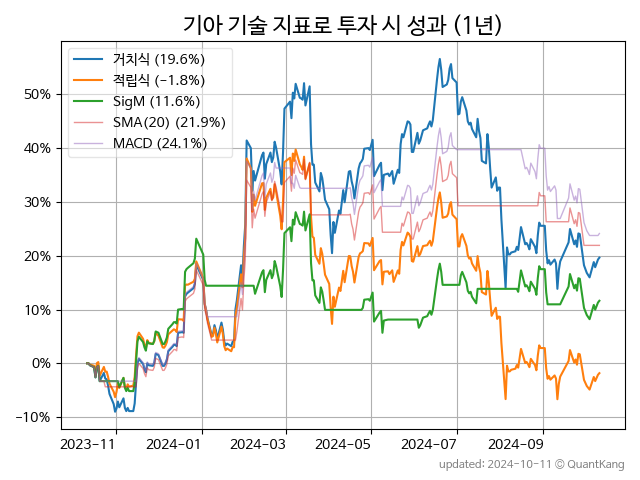 기아 기술 지표로 투자 시 성과 (1년)
거치식 (19.6%)
적립식 (−1.8%)
SigM (11.6%)
SMA(20) (21.9%)
MACD (24.1%)
50%
40%
30%
20%
10%
0%
−10%
2023-11
2024-01
2024-03
2024-05
2024-07
2024-09
updated: 2024-10-11 © QuantKang